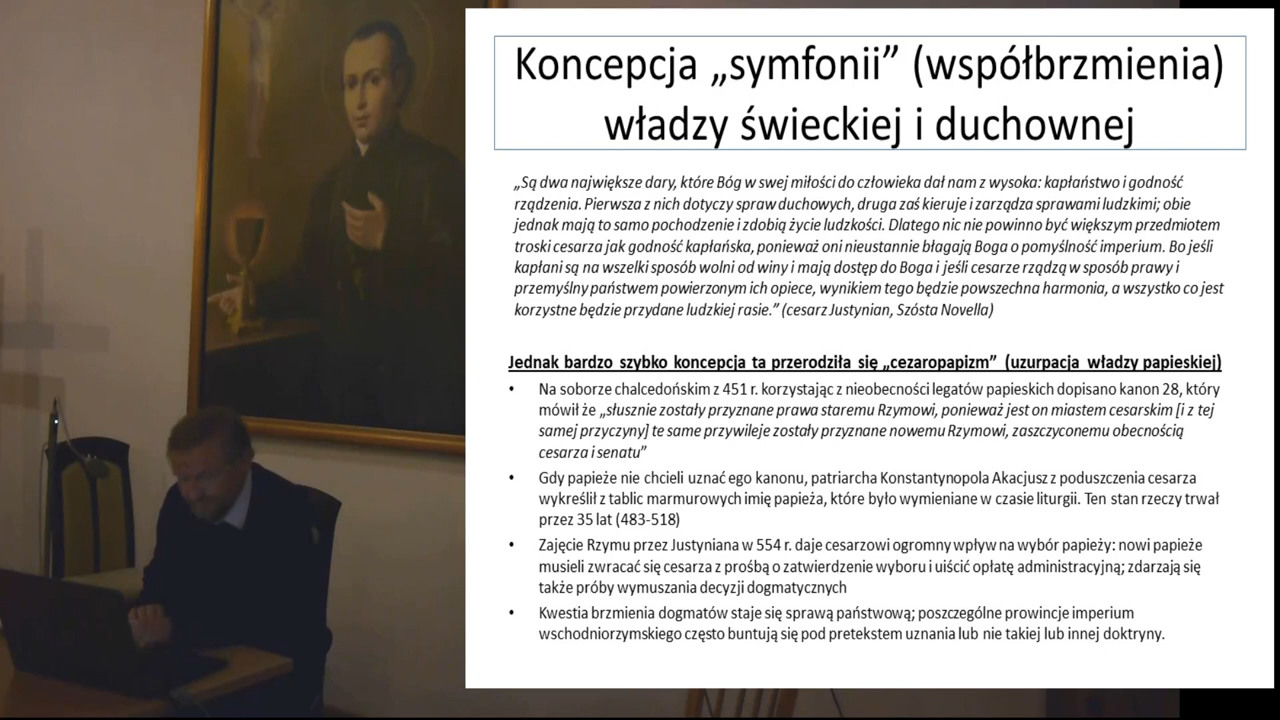 Koncepcja „symfonii” (współbrzmienia)
władzy świeckiej i duchownej
„Są dwa największe dary, które Bóg w swej miłości do człowieka dał nam z wysoka: kapłaństwo i godność
rządzenia. Pierwsza z nich dotyczy spraw duchowych, druga zaś kieruje i zarządza sprawami ludzkimi; obie
jednak mają to samo pochodzenie i zdobią życie ludzkości. Dlatego nic nie powinno być większym przedmiotem
troski cesarza jak godność kapłańska, ponieważ oni nieustannie błagają Boga o pomyślność imperium. Bo jeśli
kapłani są na wszelki sposób wolni od winy i mają dostęp do Boga i jeśli cesarze rządzą w sposób prawy i
przemyślny państwem powierzonym ich opiece, wynikiem tego będzie powszechna harmonia, a wszystko co jest
korzystne będzie przydane ludzkiej rasie.” (cesarz Justynian, Szósta Novella)
Jednak bardzo szybko koncepcja ta przerodziła się „cezaropapizm” (uzurpacja władzy papieskiej)
• Na soborze chalcedońskim z 451 r. korzystając z nieobecności legatów papieskich dopisano kanon 28, który
mówił że „słusznie zostały przyznane prawa staremu Rzymowi, ponieważ jest on miastem cesarskim [i z tej
samej przyczyny] te same przywileje zostały przyznane nowemu Rzymowi, zaszczyconemu obecnością
cesarza i senatu”
• Gdy papieże nie chcieli uznać ego kanonu, patriarcha Konstantynopola Akacjusz z poduszczenia cesarza
wykreślił z tablic marmurowych imię papieża, które było wymieniane w czasie liturgii. Ten stan rzeczy trwał
przez 35 lat (483-518)
• Zajęcie Rzymu przez Justyniana w 554 r. daje cesarzowi ogromny wpływ na wybór papieży: nowi papieże
musieli zwracać się cesarza z prośbą o zatwierdzenie wyboru i uiścić opłatę administracyjną; zdarzają się
także próby wymuszania decyzji dogmatycznych
• Kwestia brzmienia dogmatów staje się sprawą państwową; poszczególne prowincje imperium
wschodniorzymskiego często buntują się pod pretekstem uznania lub nie takiej lub innej doktryny.